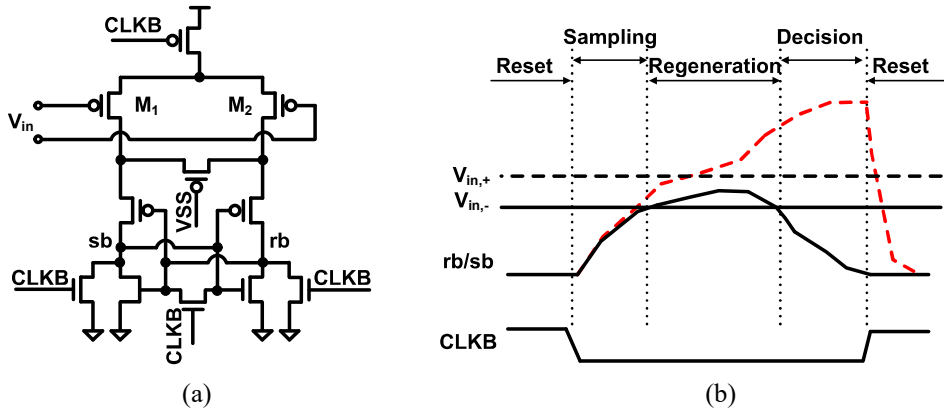 CLKB
M1
M2
Vin
VSS
sb
rb
CLKB
CLKB
CLKB
(a)
Sampling
Decision
Reset
Regeneration
Reset
Vin,+
Vin,-
rb/sb
CLKB
(b)